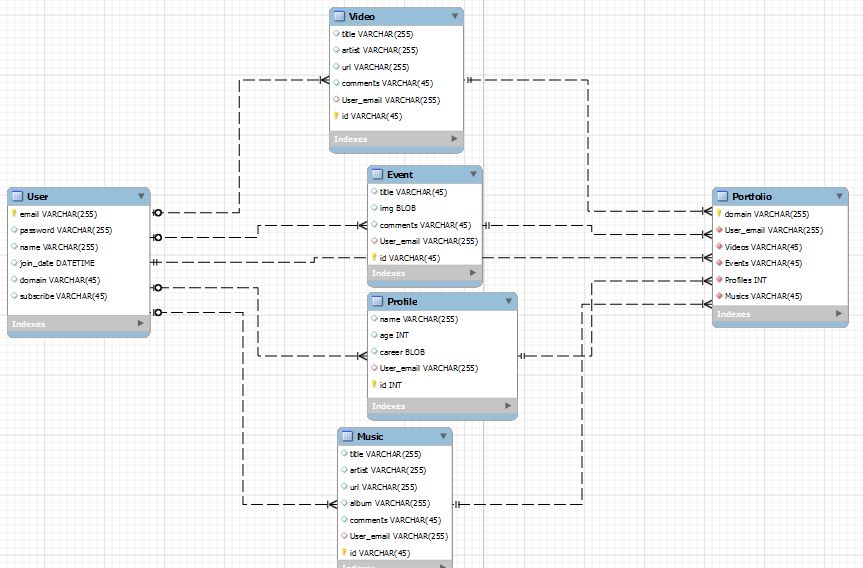 Video
title VARCHAR(255)
artist VARCHAR(255)
url VARCHAR(255)
comments VARCHAR(45)
User_email VARCHAR(255)
id VARCHAR(45)
Indexes
Event
title VARCHAR(45)
img BLOB
comments VARCHAR(45)
User_email VARCHAR(255)
id VARCHAR(45)
Indexes
User
email VARCHAR(255)
password VARCHAR(255)
name VARCHAR(255)
join_date DATETIME
domain VARCHAR(255)
subscribe VARCHAR(45)
Indexes
Portfolio
domain VARCHAR(255)
User_email VARCHAR(255)
Videos VARCHAR(45)
Events VARCHAR(45)
Profiles INT
Musics VARCHAR(45)
Indexes
Profile
name VARCHAR(255)
age INT
career BLOB
User_email VARCHAR(255)
id INT
Indexes
Music
title VARCHAR(255)
artist VARCHAR(255)
url VARCHAR(255)
album VARCHAR(255)
comments VARCHAR(45)
User_email VARCHAR(255)
id VARCHAR(45)
Indexes